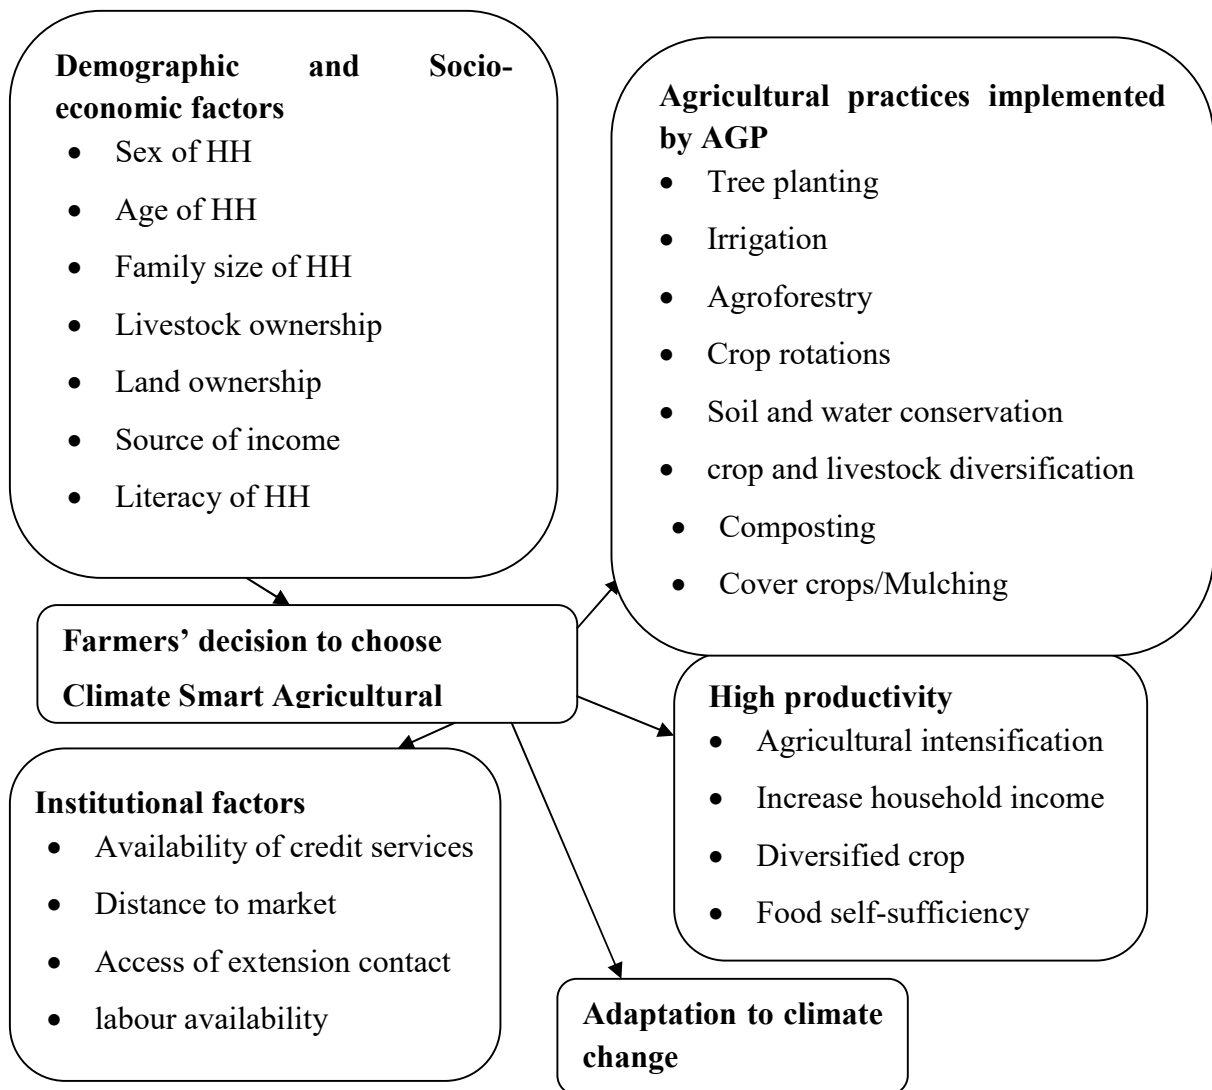 Demographic and Socio-
economic factors
• Sex of HH
• Age of HH
• Family size of HH
• Livestock ownership
• Land ownership
• Source of income
• Literacy of HH
Agricultural practices implemented
by AGP
• Tree planting
• Irrigation
• Agroforestry
• Crop rotations
• Soil and water conservation
• crop and livestock diversification
• Composting
• Cover crops/Mulching
Farmers’ decision to choose
Climate Smart Agricultural
High productivity
• Agricultural intensification
• Increase household income
• Diversified crop
• Food self-sufficiency
Institutional factors
• Availability of credit services
• Distance to market
• Access of extension contact
• labour availability
Adaptation to climate
change